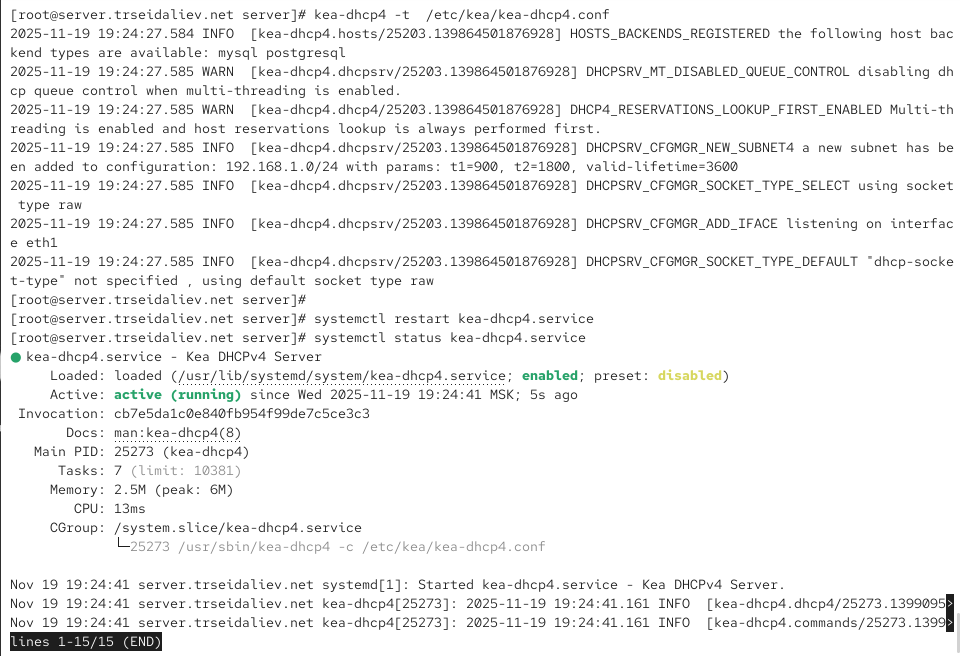 [root@server.trseidaliev.net server]# kea-dhcp4 -t  /etc/kea/kea-dhcp4.conf
2025-11-19 19:24:27.584 INFO  [kea-dhcp4.hosts/25203.139864501876928] HOSTS_BACKENDS_REGISTERED the following host bac
kend types are available: mysql postgresql
2025-11-19 19:24:27.585 WARN  [kea-dhcp4.dhcpsrv/25203.139864501876928] DHCPSRV_MT_DISABLED_QUEUE_CONTROL disabling dh
cp queue control when multi-threading is enabled.
2025-11-19 19:24:27.585 WARN  [kea-dhcp4.dhcp4/25203.139864501876928] DHCP4_RESERVATIONS_LOOKUP_FIRST_ENABLED Multi-th
reading is enabled and host reservations lookup is always performed first.
2025-11-19 19:24:27.585 INFO  [kea-dhcp4.dhcpsrv/25203.139864501876928] DHCPSRV_CFGMGR_NEW_SUBNET4 a new subnet has be
en added to configuration: 192.168.1.0/24 with params: t1=900, t2=1800, valid-lifetime=3600
2025-11-19 19:24:27.585 INFO  [kea-dhcp4.dhcpsrv/25203.139864501876928] DHCPSRV_CFGMGR_SOCKET_TYPE_SELECT using socket
 type raw
2025-11-19 19:24:27.585 INFO  [kea-dhcp4.dhcpsrv/25203.139864501876928] DHCPSRV_CFGMGR_ADD_IFACE listening on interfac
e eth1
2025-11-19 19:24:27.585 INFO  [kea-dhcp4.dhcpsrv/25203.139864501876928] DHCPSRV_CFGMGR_SOCKET_TYPE_DEFAULT "dhcp-socke
t-type" not specified , using default socket type raw
[root@server.trseidaliev.net server]#
[root@server.trseidaliev.net server]# systemctl restart kea-dhcp4.service
[root@server.trseidaliev.net server]# systemctl status kea-dhcp4.service
● kea-dhcp4.service - Kea DHCPv4 Server
     Loaded: loaded (/usr/lib/systemd/system/kea-dhcp4.service; enabled; preset: disabled)
     Active: active (running) since Wed 2025-11-19 19:24:41 MSK; 5s ago
 Invocation: cb7e5da1c0e840fb954f99de7c5ce3c3
       Docs: man:kea-dhcp4(8)
   Main PID: 25273 (kea-dhcp4)
      Tasks: 7 (limit: 10381)
     Memory: 2.5M (peak: 6M)
        CPU: 13ms
     CGroup: /system.slice/kea-dhcp4.service
             └─25273 /usr/sbin/kea-dhcp4 -c /etc/kea/kea-dhcp4.conf

Nov 19 19:24:41 server.trseidaliev.net systemd[1]: Started kea-dhcp4.service - Kea DHCPv4 Server.
Nov 19 19:24:41 server.trseidaliev.net kea-dhcp4[25273]: 2025-11-19 19:24:41.161 INFO  [kea-dhcp4.dhcp4/25273.1399095>
Nov 19 19:24:41 server.trseidaliev.net kea-dhcp4[25273]: 2025-11-19 19:24:41.161 INFO  [kea-dhcp4.commands/25273.1399>
lines 1-15/15 (END)